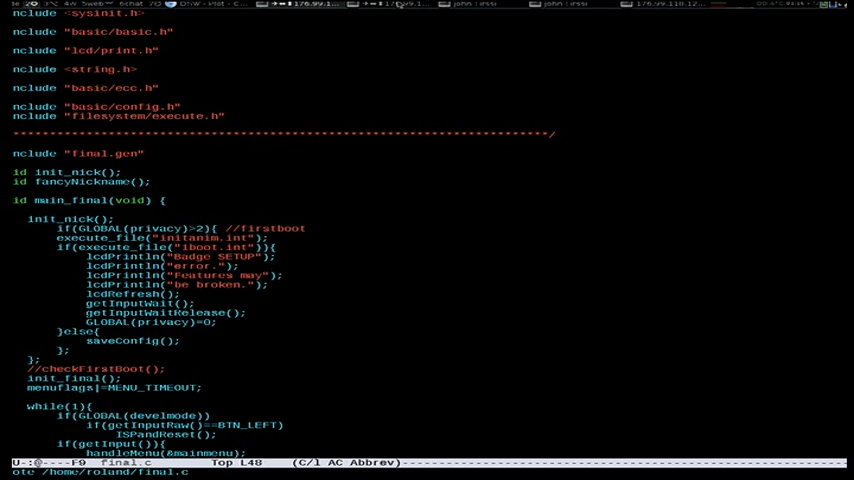 nclude <sysinit.h>
nclude "basic/basic.h"
nclude "lcd/print.h"
nclude <string.h>
nclude "basic/ecc.h"
nclude "basic/config.h"
nclude "filesystem/execute.h"
************************************************************************/
nclude "final.gen"
id init_nick();
id fancyNickname();
id main_final(void) {
init_nick();
if(GLOBAL(privacy)>2){ //firstboot
execute_file("initanim.int");
if(execute_file("1boot.int")){
lcdPrintln("Badge SETUP");
lcdPrintln("error.");
lcdPrintln("Features may");
lcdPrintln("be broken.");
lcdRefresh();
getInputWait();
getInputWaitRelease();
GLOBAL(privacy)=0;
}else{
saveConfig();
};
};
//checkFirstBoot();
init_final();
menuflags|=MENU_TIMEOUT;
while(1){
if(GLOBAL(develmode))
if(getInputRaw()==BTN_LEFT)
ISPandReset();
if(getInput()){
handleMenu(&mainmenu);
U-:@----F9 final.c Top L48 (C/l AC Abbrev)
ote /home/roland/final.c